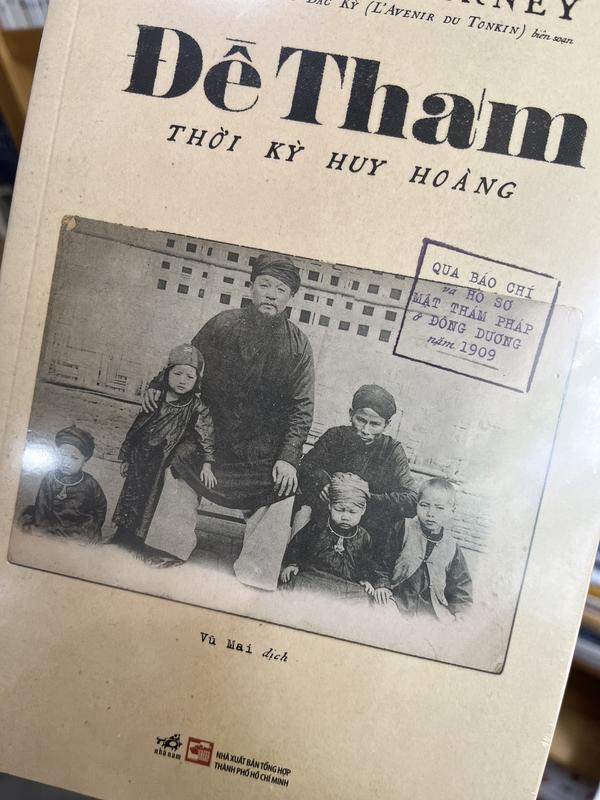 BẮC KỲ (L'AVENIR DU TONKIN) biên soạn
Đề Thám
THỜI KỲ HUY HOÀNG
QUA BÁO CHÍ
và HỒ SƠ
MẬT THÁM PHÁP
ở ĐÔNG DƯƠNG
năm 1909
Vũ Mai dịch
nhã nam
NHÀ XUẤT BẢN TỔNG HỢP
THÀNH PHỐ HỒ CHÍ MINH